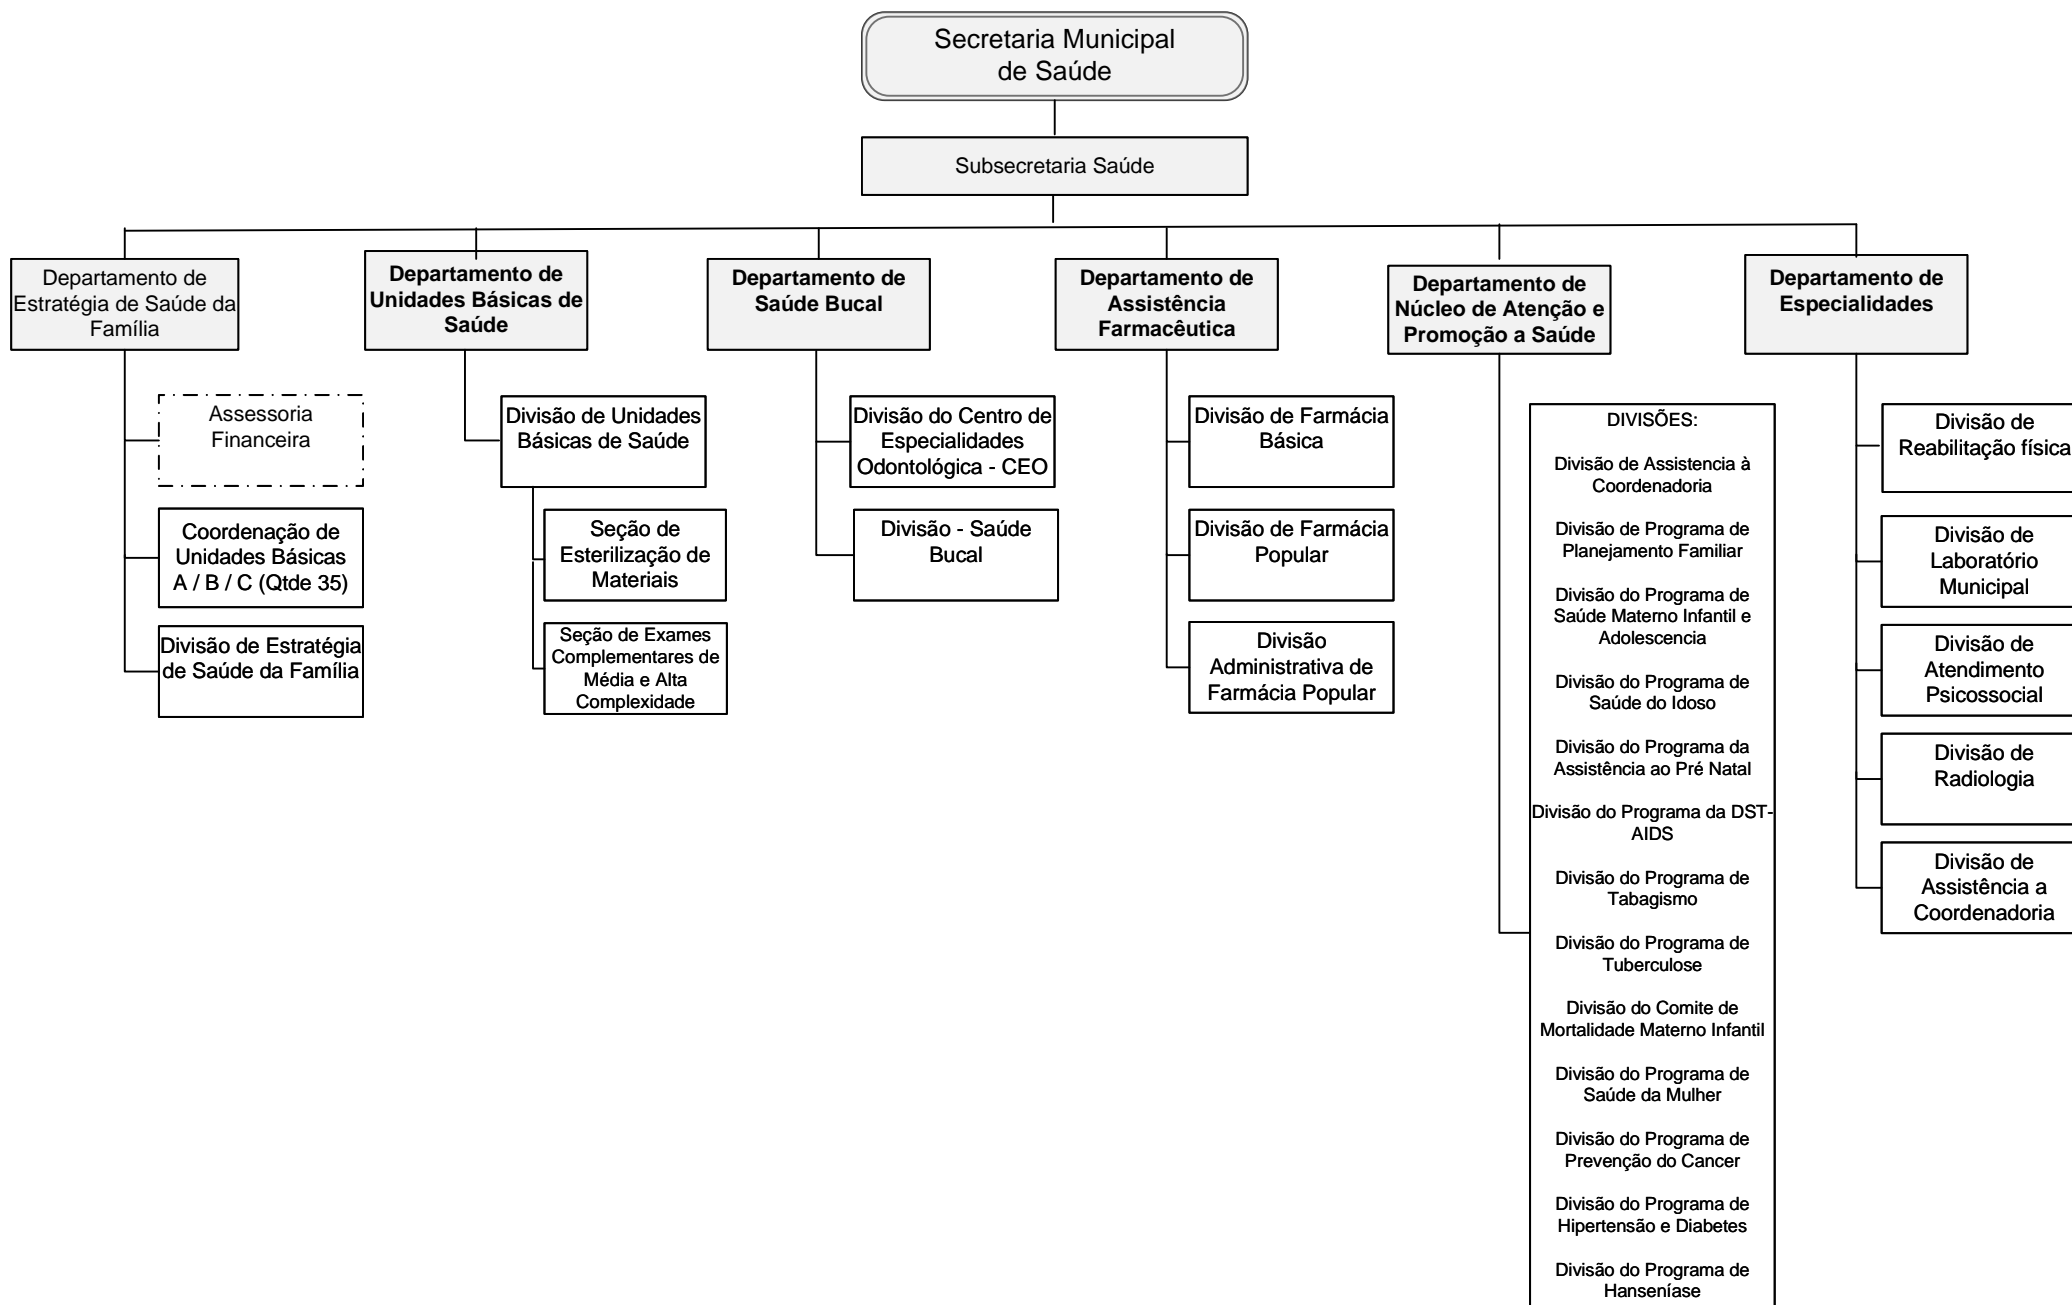 Secretaria Municipal
de Saúde
Subsecretaria Saúde
Departamento de
Estratégia de Saúde da
Família
Departamento de
Unidades Básicas de
Saúde
Departamento de
Saúde Bucal
Departamento de
Assistência
Farmacêutica
Departamento de
Núcleo de Atenção e
Promoção a Saúde
Departamento de
Especialidades
Assessoria
Financeira
Coordenação de
Unidades Básicas
A / B / C (Qtde 35)
Divisão de Estratégia
de Saúde da Família
Divisão de Unidades
Básicas de Saúde
Seção de
Esterilização de
Materiais
Seção de Exames
Complementares de
Média e Alta
Complexidade
Divisão do Centro de
Especialidades
Odontológica - CEO
Divisão - Saúde
Bucal
Divisão de Farmácia
Básica
Divisão de Farmácia
Popular
Divisão
Administrativa de
Farmácia Popular
DIVISÕES:
Divisão de Assistencia à
Coordenadoria
Divisão de Programa de
Planejamento Familiar
Divisão do Programa de
Saúde Materno Infantil e
Adolescencia
Divisão do Programa de
Saúde do Idoso
Divisão do Programa da
Assistência ao Pré Natal
Divisão do Programa da DST-
AIDS
Divisão do Programa de
Tabagismo
Divisão do Programa de
Tuberculose
Divisão do Comite de
Mortalidade Materno Infantil
Divisão do Programa de
Saúde da Mulher
Divisão do Programa de
Prevenção do Cancer
Divisão do Programa de
Hipertensão e Diabetes
Divisão do Programa de
Hanseníase
Divisão de
Reabilitação física
Divisão de
Laboratório
Municipal
Divisão de
Atendimento
Psicossocial
Divisão de
Radiologia
Divisão de
Assistência a
Coordenadoria